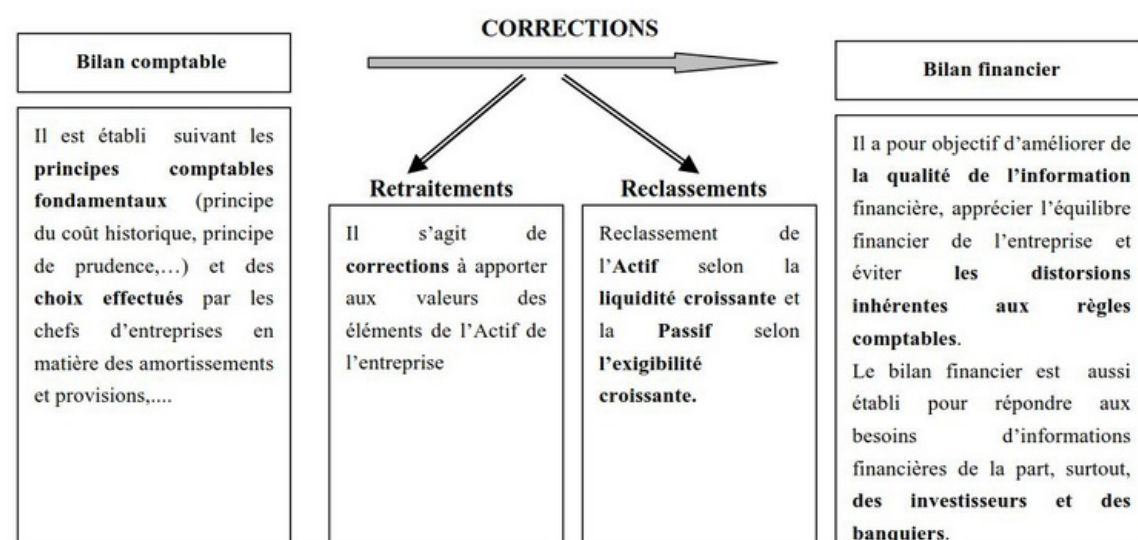 CORRECTIONS
Bilan comptable
Il est établi suivant les
principes comptables
fondamentaux (principe
du coût historique, principe
de prudence,…) et des
choix effectués par les
chefs d’entreprises en
matière des amortissements
et provisions,....
Retraitements
Il s’agit de
corrections à apporter
aux valeurs des
éléments de l’Actif de
l’entreprise
Reclassements
Reclassement de
l’Actif selon la
liquidité croissante et
la Passif selon
l’exigibilité
croissante.
Bilan financier
Il a pour objectif d’améliorer de
la qualité de l’information
financière, apprécier l’équilibre
financier de l’entreprise et
éviter les distorsions
inhérentes aux règles
comptables.
Le bilan financier est aussi
établi pour répondre aux
besoins d’informations
financières de la part, surtout,
des investisseurs et des
banquiers.